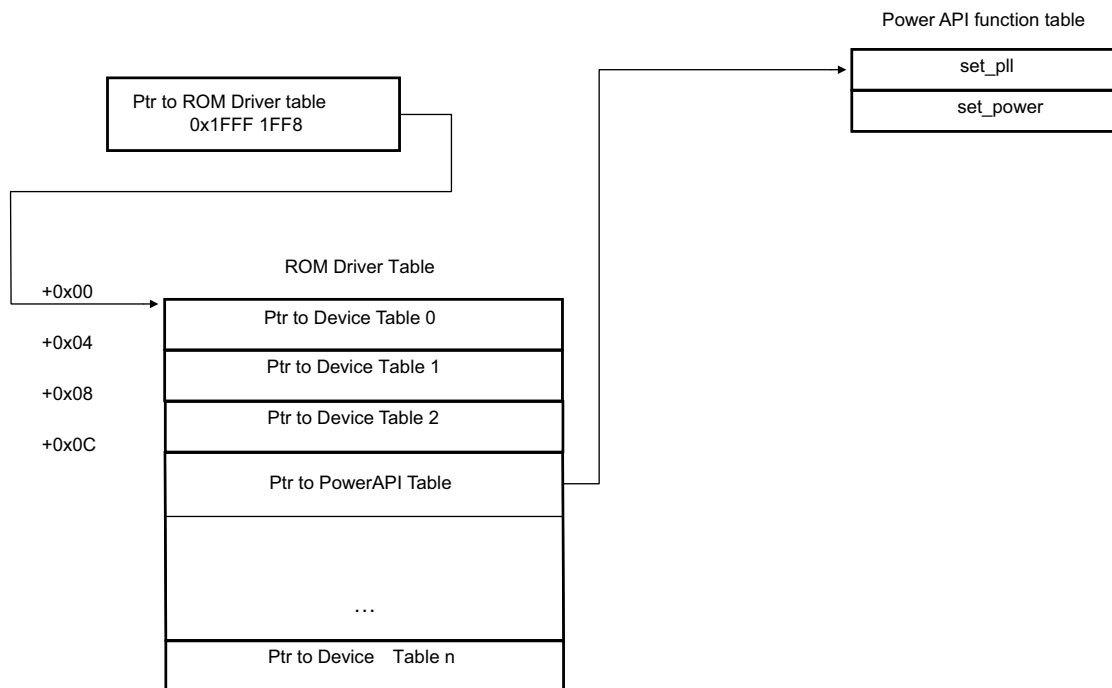 Power API function table
set_pll
set_power
Ptr to ROM Driver table
0x1FFF 1FF8
ROM Driver Table
+0x00
Ptr to Device Table 0
+0x04
Ptr to Device Table 1
+0x08
Ptr to Device Table 2
+0x0C
Ptr to PowerAPI Table
…
Ptr to Device Table n